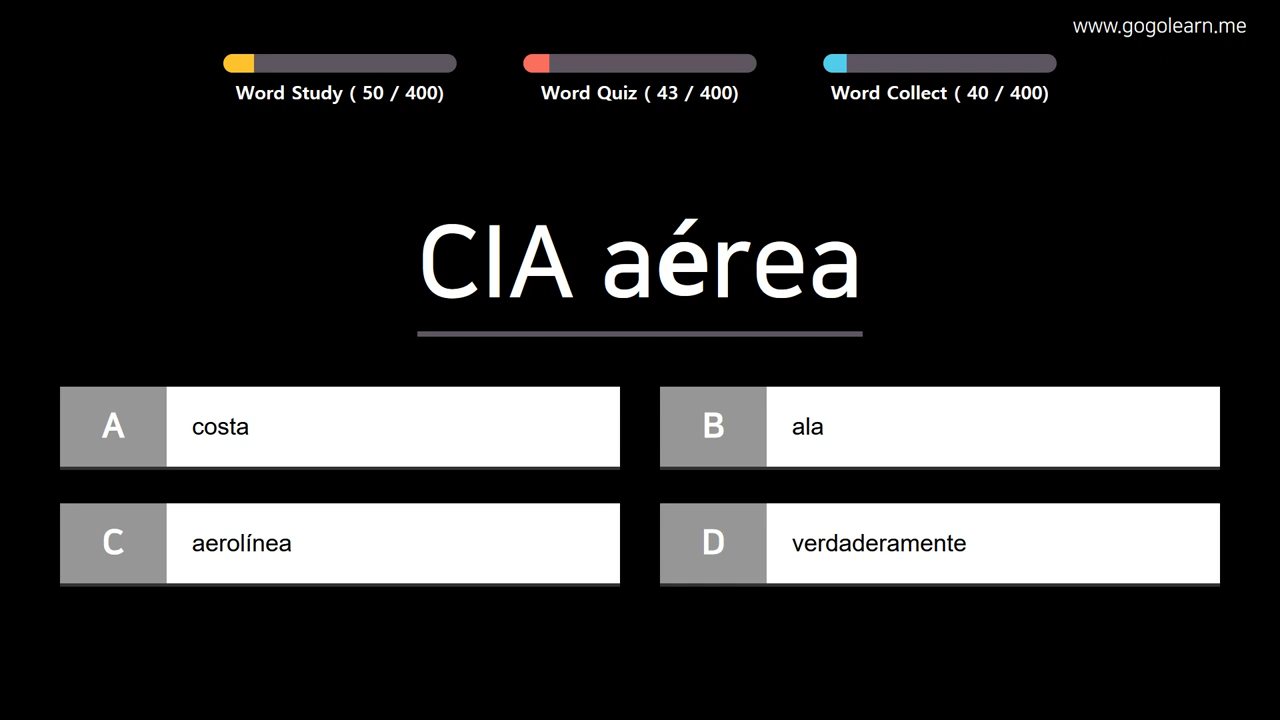 www.gogolearn.me
Word Study ( 50 / 400)
Word Quiz ( 43 / 400)
Word Collect ( 40 / 400)
CIA aérea
A costa
B ala
C aerolínea
D verdaderamente